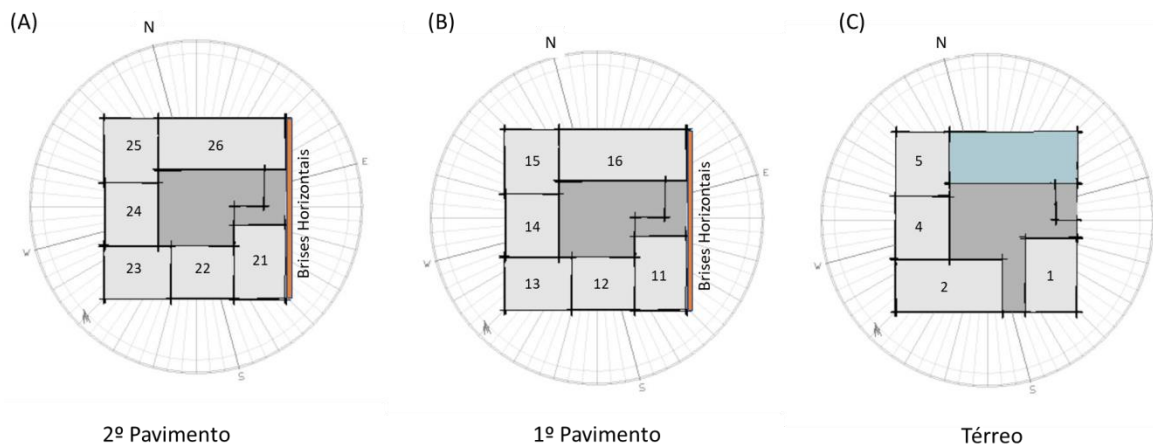 (A)
N
25
26
24
23
22
21
Brises Horizontais
E
W
S
2º Pavimento
(B)
N
15
16
14
13
12
11
Brises Horizontais
E
W
S
1º Pavimento
(C)
N
5
4
2
1
E
W
S
Térreo